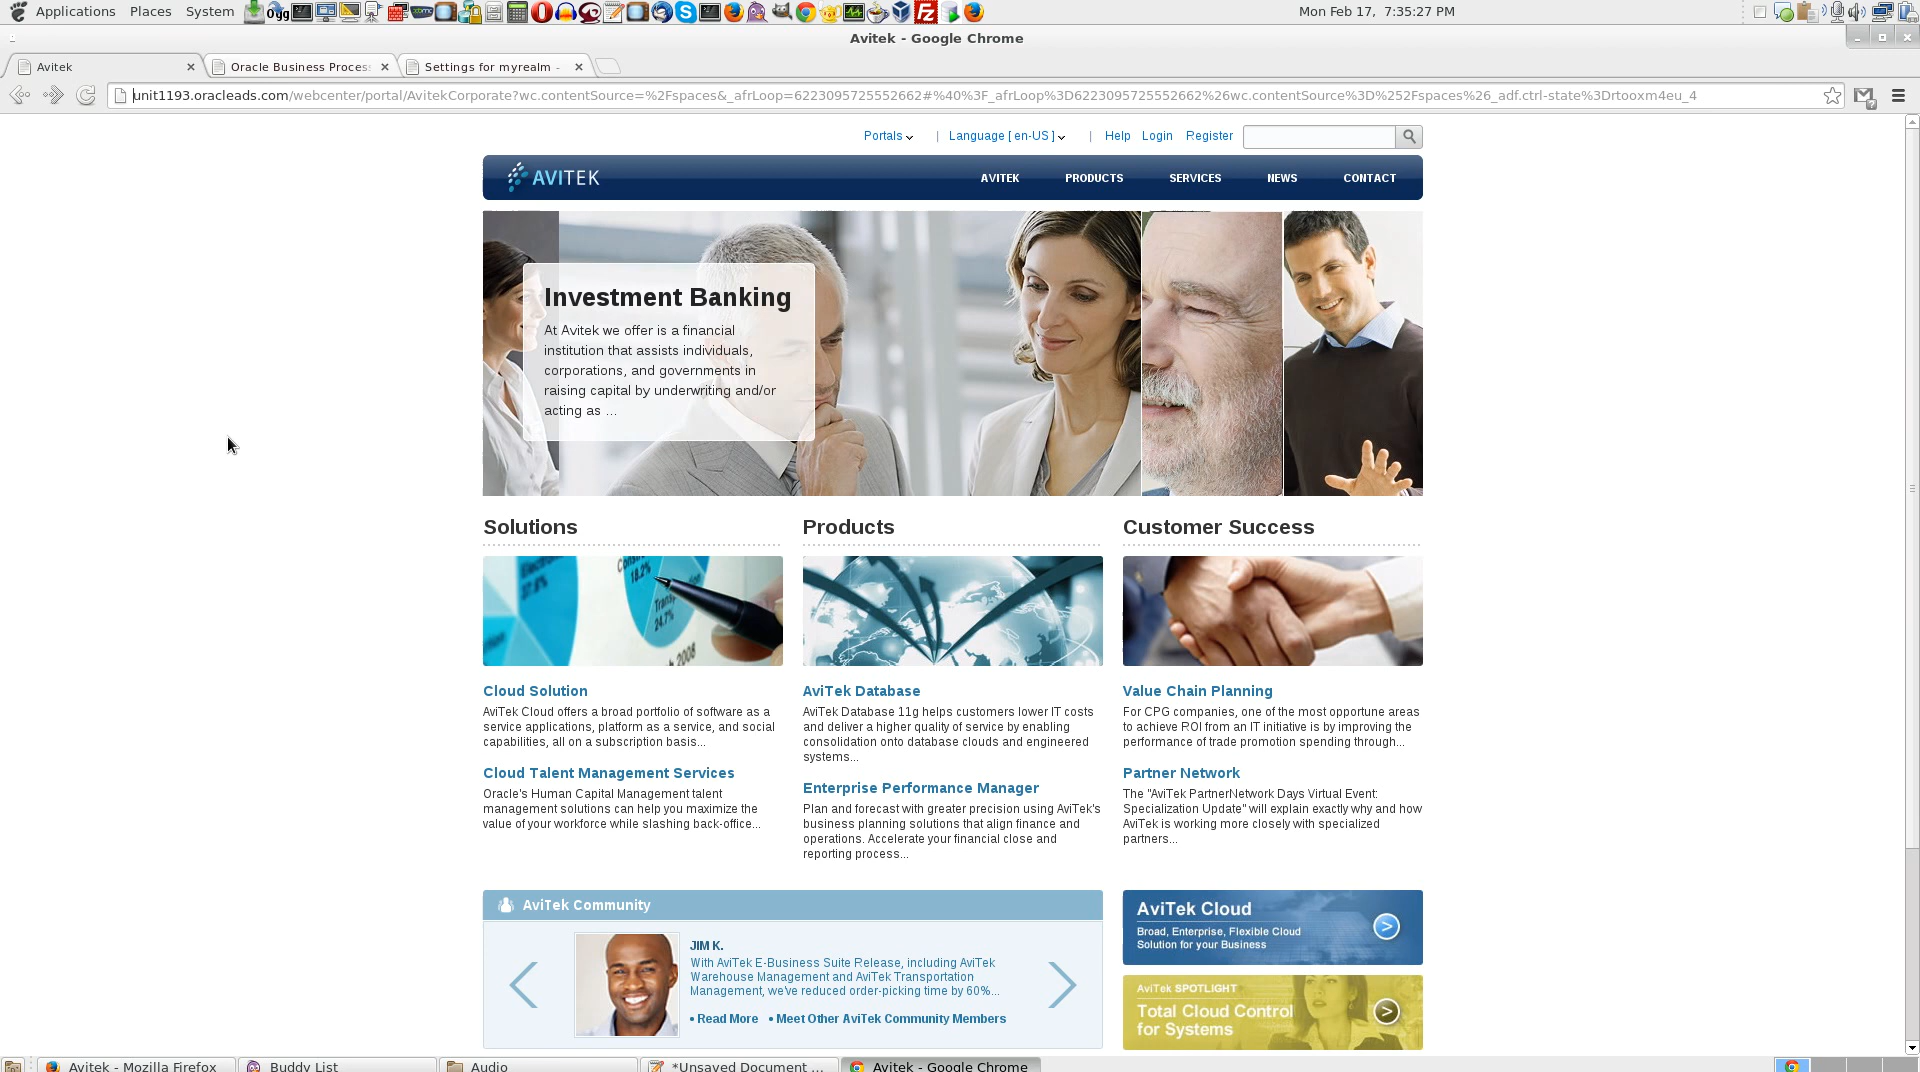 Applications Places System
Mon Feb 17, 7:35:27 PM
Avitek - Google Chrome
Avitek
Oracle Business Process
Settings for myrealm -
unit1193.oracleads.com/webcenter/portal/AvitekCorporate?wc.contentSource=%2Fspaces&_afrLoop=6223095725552662#%40%3F_afrLoop%3D6223095725552662%26wc.contentSource%3D%252Fspaces%26_adf.ctrl-state%3Drtooxm4eu_4
Portals | Language [ en-US ] | Help Login Register
AVITEK
AVITEK PRODUCTS SERVICES NEWS CONTACT
Investment Banking
At Avitek we offer is a financial
institution that assists individuals,
corporations, and governments in
raising capital by underwriting and/or
acting as ...
Solutions
18.2%
24.7%
2008
Cloud Solution
AviTek Cloud offers a broad portfolio of software as a
service applications, platform as a service, and social
capabilities, all on a subscription basis...
Cloud Talent Management Services
Oracle's Human Capital Management talent
management solutions can help you maximize the
value of your workforce while slashing back-office...
Products
AviTek Database
AviTek Database 11g helps customers lower IT costs
and deliver a higher quality of service by enabling
consolidation onto database clouds and engineered
systems...
Enterprise Performance Manager
Plan and forecast with greater precision using AviTek's
business planning solutions that align finance and
operations. Accelerate your financial close and
reporting process...
Customer Success
Value Chain Planning
For CPG companies, one of the most opportune areas
to achieve ROI from an IT initiative is by improving the
performance of trade promotion spending through...
Partner Network
The "AviTek PartnerNetwork Days Virtual Event:
Specialization Update" will explain exactly why and how
AviTek is working more closely with specialized
partners...
AviTek Community
JIM K.
With AviTek E-Business Suite Release, including AviTek
Warehouse Management and AviTek Transportation
Management, we've reduced order-picking time by 60%...
• Read More • Meet Other AviTek Community Members
AviTek Cloud
Broad, Enterprise, Flexible Cloud
Solution for your Business
AviTek SPOTLIGHT
Total Cloud Control
for Systems
Avitek - Mozilla Firefox
Buddy List
Audio
*Unsaved Document ...
Avitek - Google Chrome